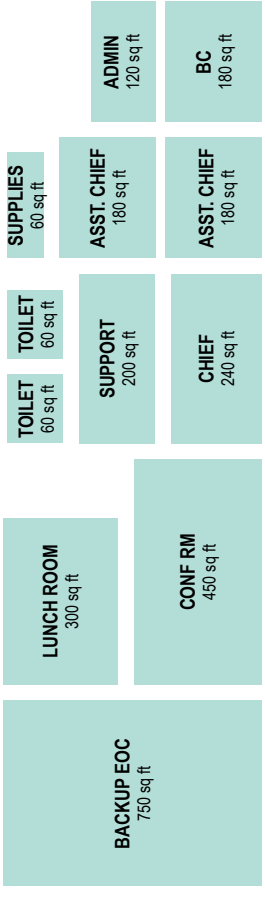 BACKUP EOC
750 sq ft
LUNCH ROOM
300 sq ft
CONF RM
450 sq ft
TOILET
60 sq ft
TOILET
60 sq ft
SUPPORT
200 sq ft
CHIEF
240 sq ft
SUPPLIES
60 sq ft
ASST. CHIEF
180 sq ft
ASST. CHIEF
180 sq ft
ADMIN
120 sq ft
BC
180 sq ft